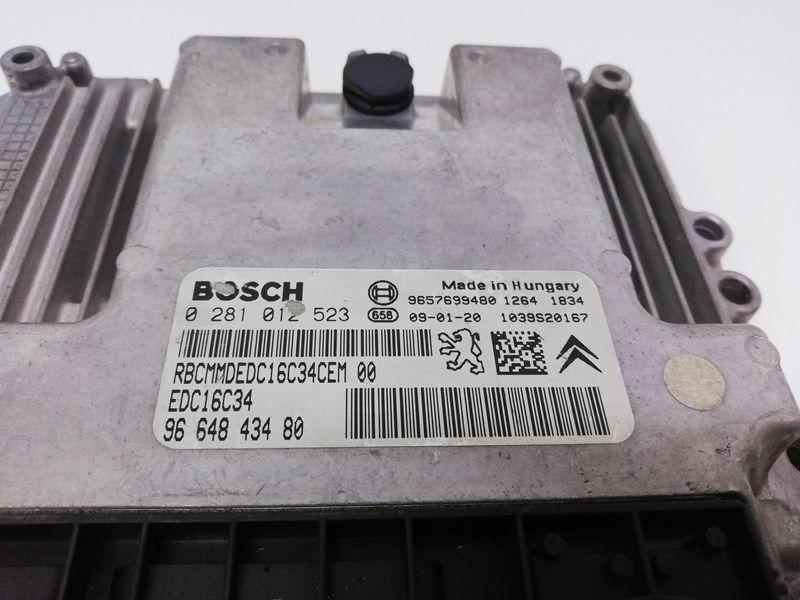 BOSCH Made in Hungary
9657699480 1264 1834
0 281 012 523 658 09-01-20 1039S20167
RBCMMDEDC16C34CEM 00
EDC16C34
96 648 434 80